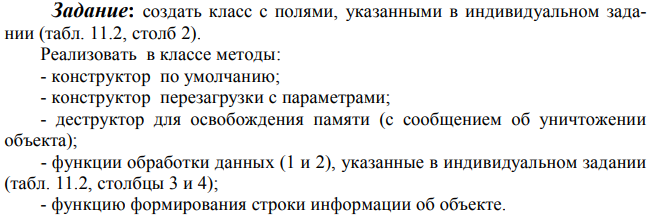 Задание: создать класс с полями, указанными в индивидуальном зада-
нии (табл. 11.2, столб 2).
Реализовать в классе методы:
- конструктор по умолчанию;
- конструктор перезагрузки с параметрами;
- деструктор для освобождения памяти (с сообщением об уничтожении
объекта);
- функции обработки данных (1 и 2), указанные в индивидуальном задании
(табл. 11.2, столбцы 3 и 4);
- функцию формирования строки информации об объекте.